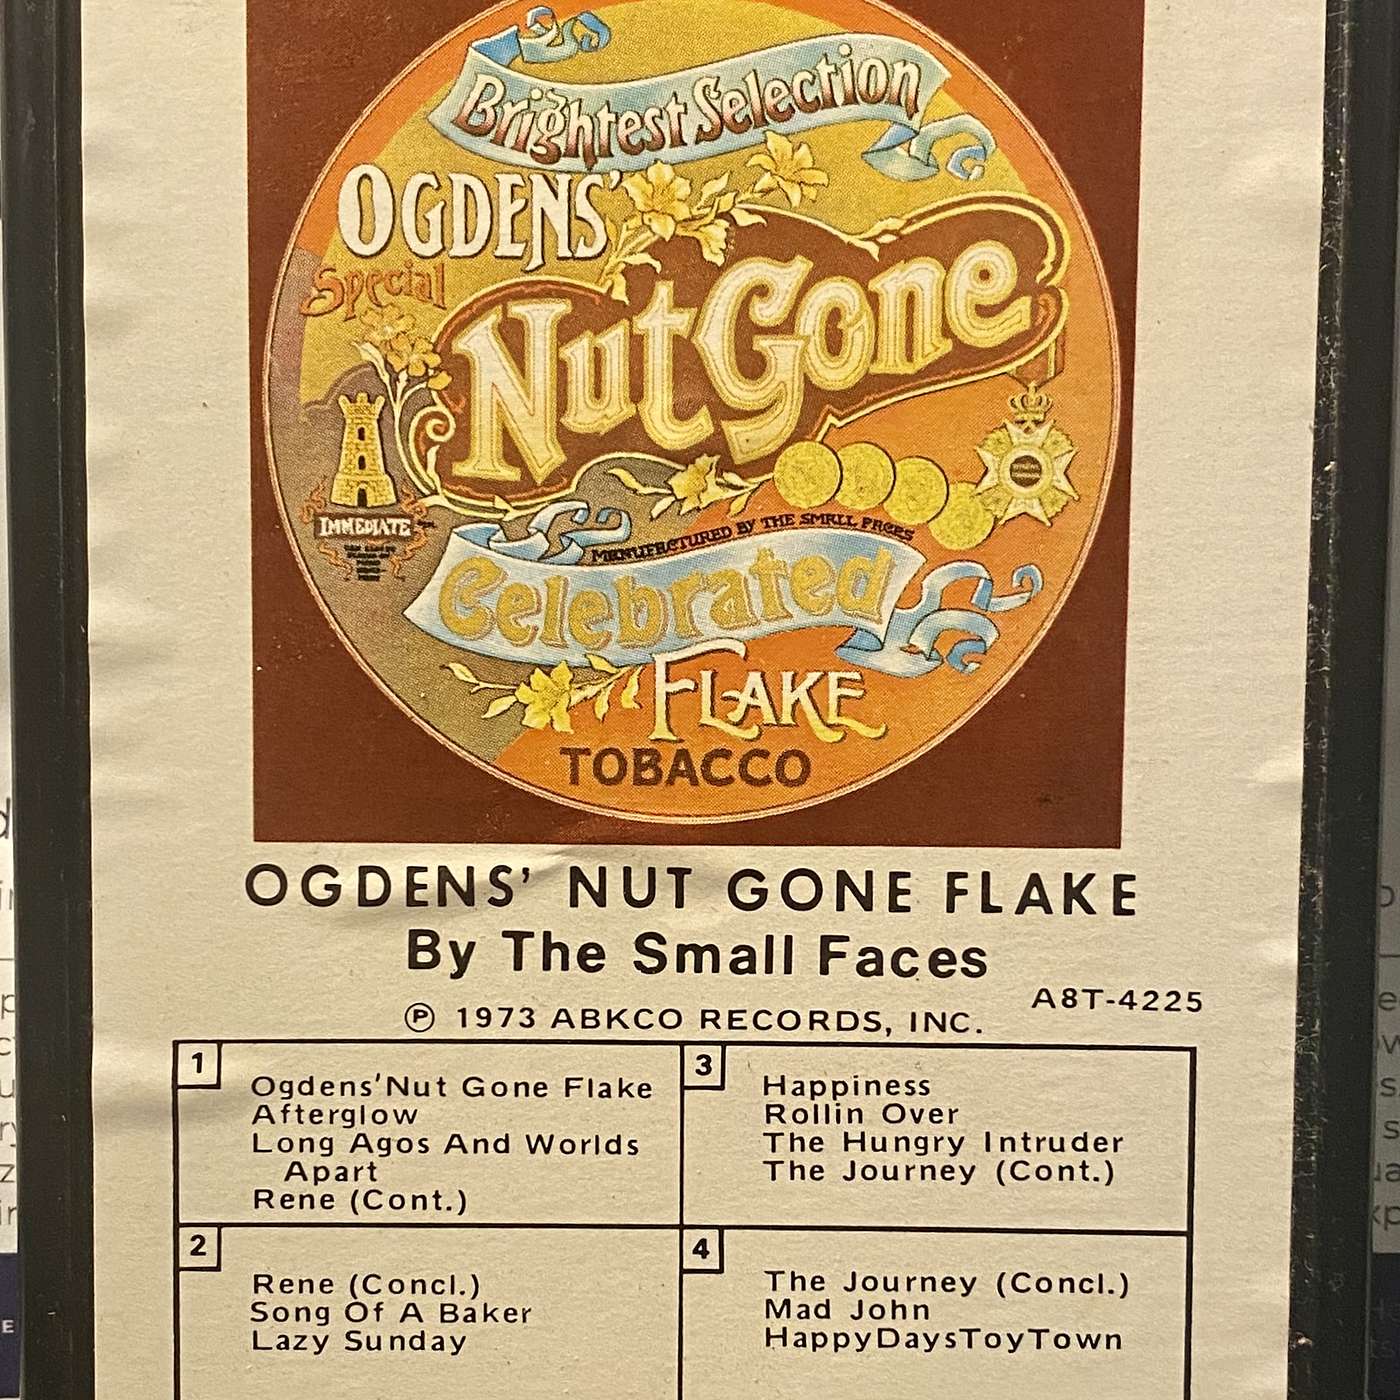 Brightest Selection
OGDENS'
Special
Nut Gone
IMMEDIATE
MENUFACTURED BY THE SMALL FACES
Celebrated
FLAKE
TOBACCO
OGDENS' NUT GONE FLAKE
By The Small Faces
A8T-4225
Ⓟ 1973 ABKCO RECORDS, INC.
1
Ogdens'Nut Gone Flake
Afterglow
Long Agos And Worlds
Apart
Rene (Cont.)
2
Rene (Concl.)
Song Of A Baker
Lazy Sunday
3
Happiness
Rollin Over
The Hungry Intruder
The Journey (Cont.)
4
The Journey (Concl.)
Mad John
HappyDaysToyTown